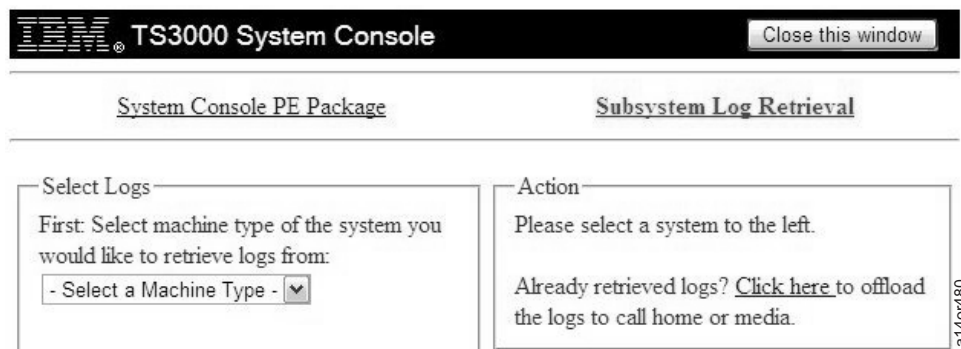 IBM® TS3000 System Console
Close this window
System Console PE Package
Subsystem Log Retrieval
Select Logs
First: Select machine type of the system you
would like to retrieve logs from:
- Select a Machine Type -
Action
Please select a system to the left.
Already retrieved logs? Click here to offload
the logs to call home or media.
a14or480